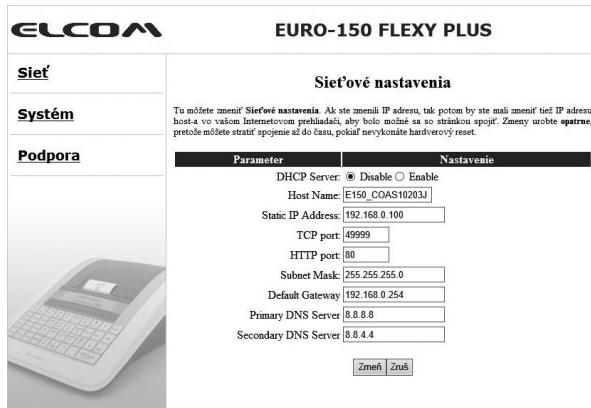 ELCOM
EURO-150 FLEXY PLUS
Sieť
Systém
Podpora
Sieťové nastavenia
Tu môžete zmeniť Sieťové nastavenia. Ak ste zmenili IP adresu, tak potom by ste mali zmeniť tiež IP adresu
host-a vo vašom Internetovom prehliadači, aby bolo možné sa so stránkou spojiť. Zmeny urobte opatrne,
pretože môžete stratiť spojenie až do času, pokiaľ nevykonáte hardverový reset.
Parameter Nastavenie
DHCP Server: Disable Enable
Host Name: E150_COAS10203J
Static IP Address: 192.168.0.100
TCP port: 49999
HTTP port: 80
Subnet Mask: 255.255.255.0
Default Gateway 192.168.0.254
Primary DNS Server 8.8.8.8
Secondary DNS Server 8.8.4.4
Zmeň Zruš